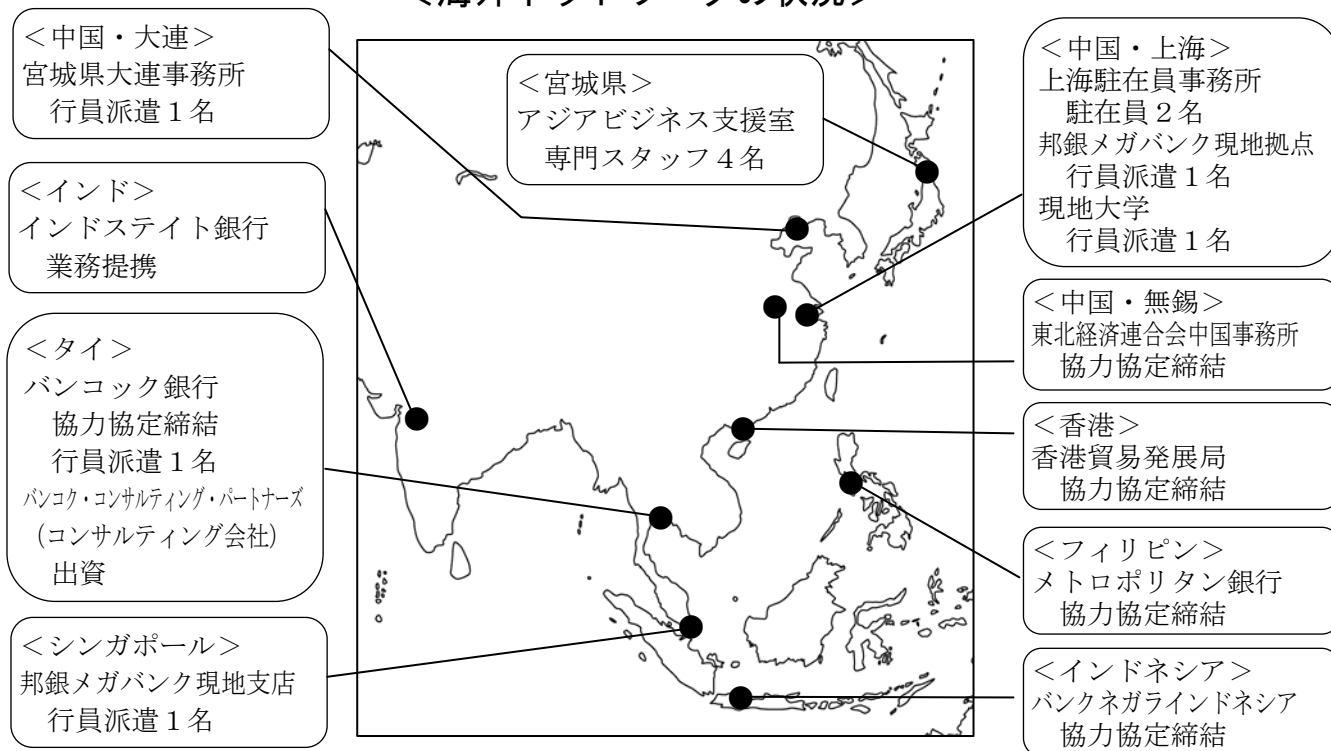 ＜海外ネットワークの状況＞
＜中国・大連＞
宮城県大連事務所
行員派遣１名
＜インド＞
インドステイト銀行
業務提携
＜タイ＞
バンコック銀行
協力協定締結
行員派遣１名
バンコク・コンサルティング・パートナーズ
（コンサルティング会社）
出資
＜シンガポール＞
邦銀メガバンク現地支店
行員派遣１名
＜宮城県＞
アジアビジネス支援室
専門スタッフ４名
＜中国・上海＞
上海駐在員事務所
駐在員２名
邦銀メガバンク現地拠点
行員派遣１名
現地大学
行員派遣１名
＜中国・無錫＞
東北経済連合会中国事務所
協力協定締結
＜香港＞
香港貿易発展局
協力協定締結
＜フィリピン＞
メトロポリタン銀行
協力協定締結
＜インドネシア＞
バンクネガラインドネシア
協力協定締結